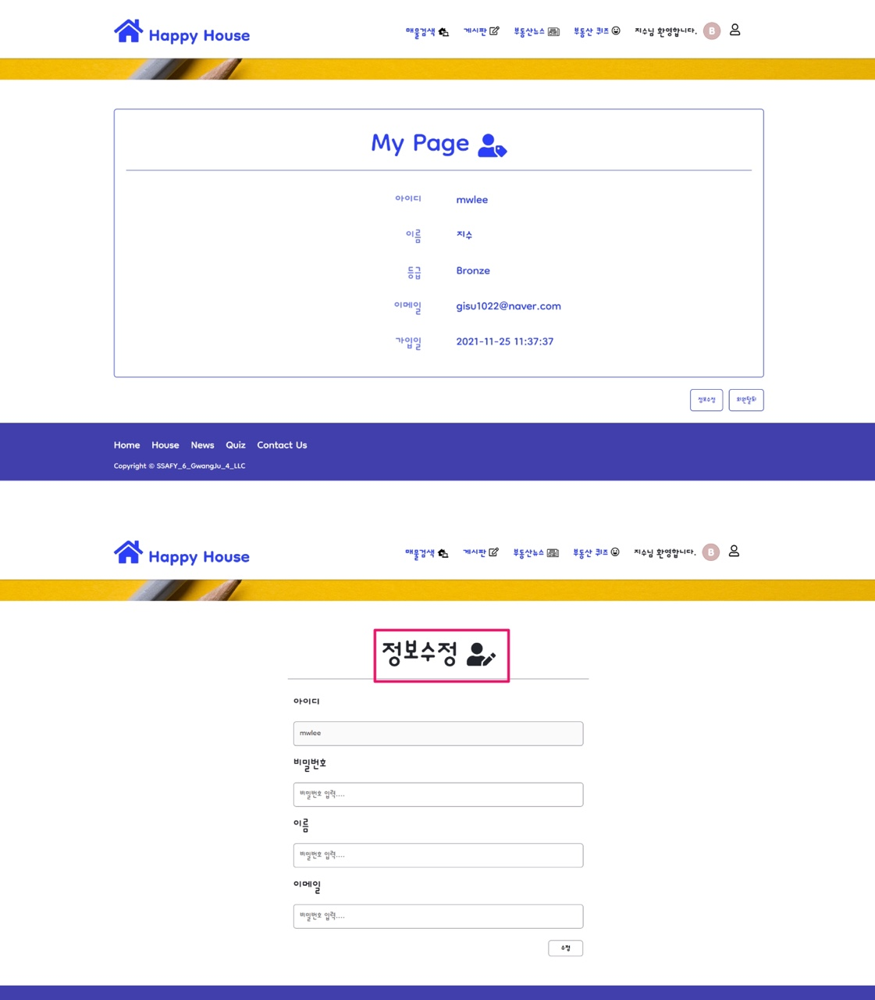 Happy House 매물검색 게시판 부동산뉴스 부동산 퀴즈 지수님 환영합니다. B
My Page
아이디 mwlee
이름 지수
등급 Bronze
이메일 gisu1022@naver.com
가입일 2021-11-25 11:37:37
정보수정 회원탈퇴
Home House News Quiz Contact Us
Copyright © SSAFY_6_GwangJu_4_LLC
Happy House 매물검색 게시판 부동산뉴스 부동산 퀴즈 지수님 환영합니다. B
정보수정
아이디
mwlee
비밀번호
비밀번호 입력....
이름
비밀번호 입력....
이메일
비밀번호 입력....
수정